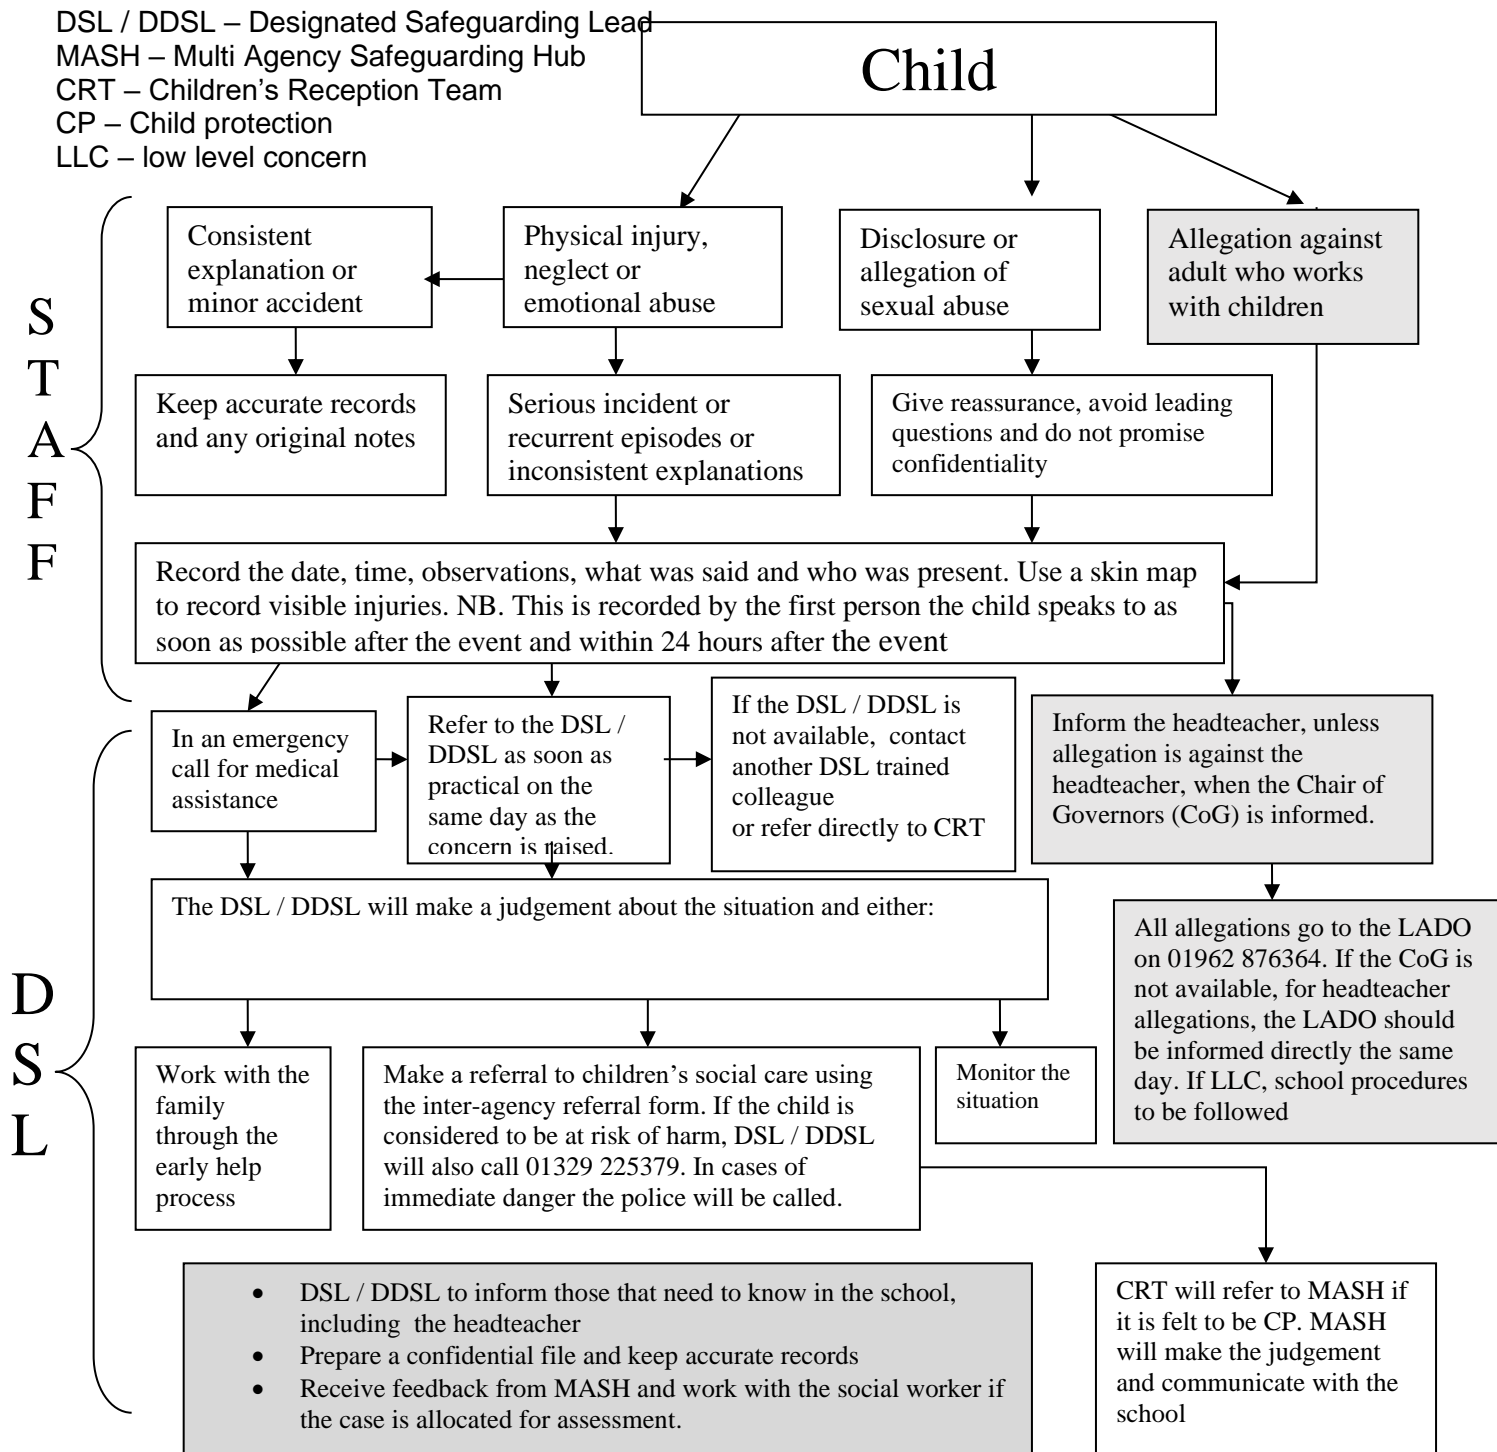 DSL / DDSL – Designated Safeguarding Lead
MASH – Multi Agency Safeguarding Hub
CRT – Children's Reception Team
CP – Child protection
LLC – low level concern
Child
S
T
A
F
F
Consistent
explanation or
minor accident
Physical injury,
neglect or
emotional abuse
Disclosure or
allegation of
sexual abuse
Allegation against
adult who works
with children
Keep accurate records
and any original notes
Serious incident or
recurrent episodes or
inconsistent explanations
Give reassurance, avoid leading
questions and do not promise
confidentiality
Record the date, time, observations, what was said and who was present. Use a skin map
to record visible injuries. NB. This is recorded by the first person the child speaks to as
soon as possible after the event and within 24 hours after the event
D
S
L
In an emergency
call for medical
assistance
Refer to the DSL /
DDSL as soon as
practical on the
same day as the
concern is raised.
If the DSL / DDSL is
not available, contact
another DSL trained
colleague
or refer directly to CRT
Inform the headteacher, unless
allegation is against the
headteacher, when the Chair of
Governors (CoG) is informed.
The DSL / DDSL will make a judgement about the situation and either:
All allegations go to the LADO
on 01962 876364. If the CoG is
not available, for headteacher
allegations, the LADO should
be informed directly the same
day. If LLC, school procedures
to be followed
Work with the
family
through the
early help
process
Make a referral to children's social care using
the inter-agency referral form. If the child is
considered to be at risk of harm, DSL / DDSL
will also call 01329 225379. In cases of
immediate danger the police will be called.
Monitor the
situation
• DSL / DDSL to inform those that need to know in the school,
including the headteacher
• Prepare a confidential file and keep accurate records
• Receive feedback from MASH and work with the social worker if
the case is allocated for assessment.
CRT will refer to MASH if
it is felt to be CP. MASH
will make the judgement
and communicate with the
school